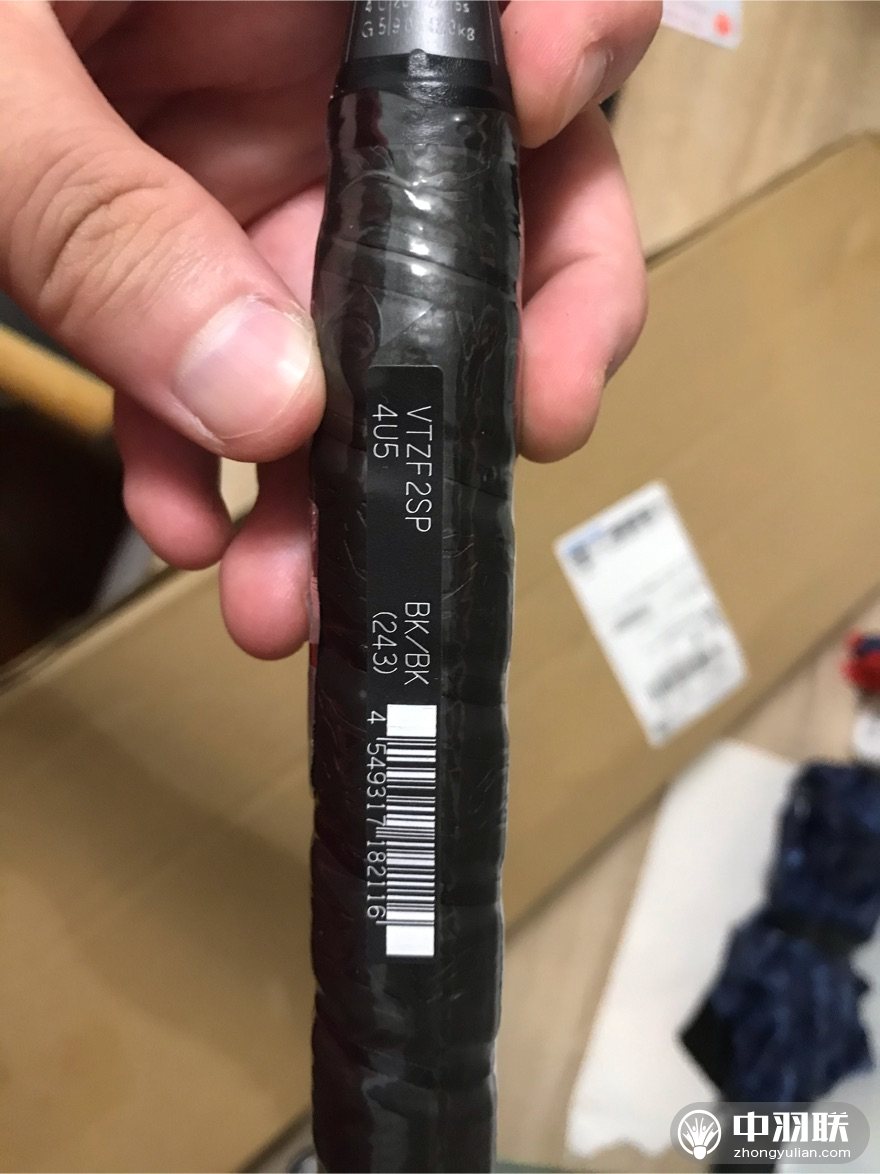 VTZF2SP BK/BK
4U5 (243)
4 549317 182116
中羽联
zhongyulian.com